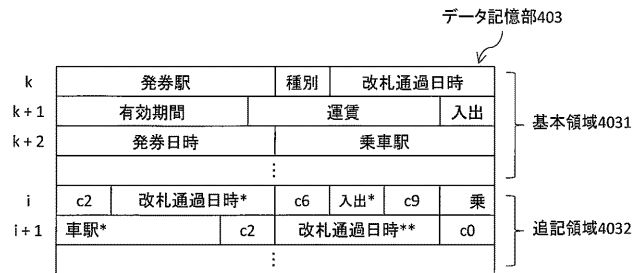 データ記憶部403
k 発券駅 種別 改札通過日時
k+1 有効期間 運賃 入出
k+2 発券日時 乗車駅
⋮
基本領域4031
i c2 改札通過日時* c6 入出* c9 乗
i+1 車駅* c2 改札通過日時** c0
⋮
追記領域4032